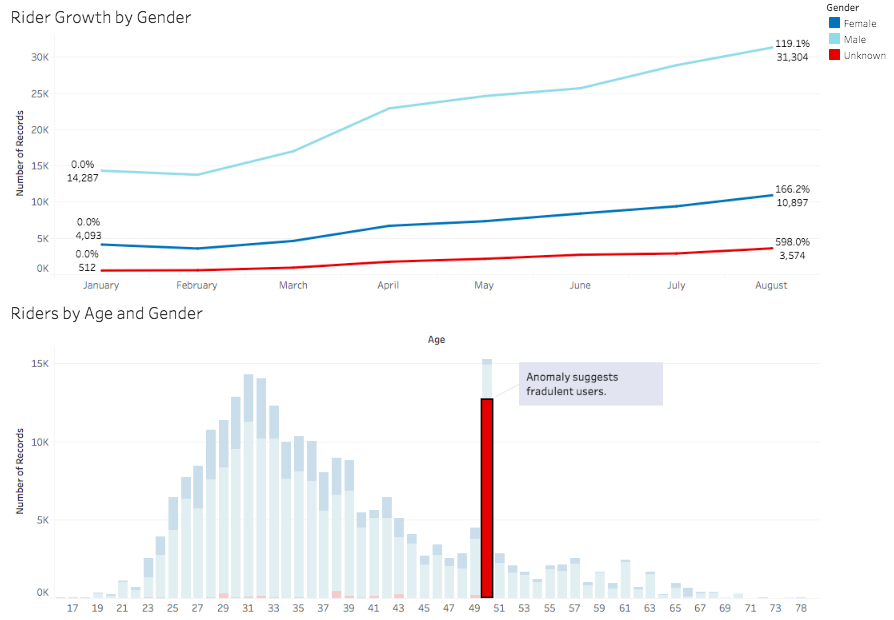 Rider Growth by Gender
Gender
Female
Male
Unknown
Number of Records
30K
25K
20K
15K
10K
5K
0K
0.0%
14,287
0.0%
4,093
0.0%
512
119.1%
31,304
166.2%
10,897
598.0%
3,574
January February March April May June July August
Riders by Age and Gender
Age
Number of Records
15K
10K
5K
0K
Anomaly suggests
fradulent users.
17 19 21 23 25 27 29 31 33 35 37 39 41 43 45 47 49 51 53 55 57 59 61 63 65 67 69 71 73 78